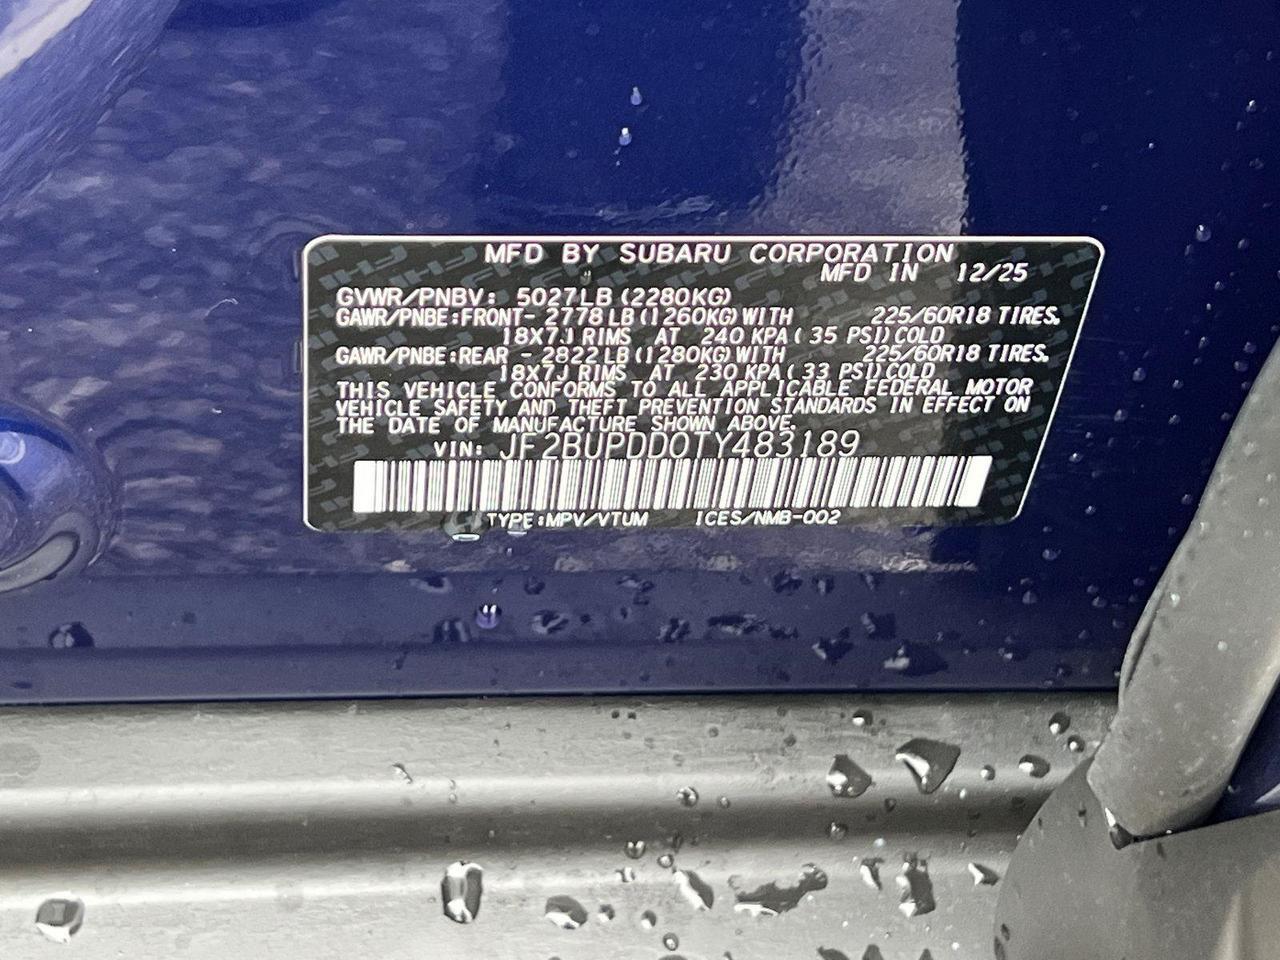 MFD BY SUBARU CORPORATION
MFD IN 12/25
GVWR/PNBV: 5027LB (2280KG)
GAWR/PNBE:FRONT- 2778 LB (1260KG) WITH 225/60R18 TIRES.
18X7J RIMS AT 240 KPA ( 35 PSI) COLD
GAWR/PNBE:REAR - 2822 LB (1280KG) WITH 225/60R18 TIRES.
18X7J RIMS AT 230 KPA ( 33 PSI) COLD
THIS VEHICLE CONFORMS TO ALL APPLICABLE FEDERAL MOTOR
VEHICLE SAFETY AND THEFT PREVENTION STANDARDS IN EFFECT ON
THE DATE OF MANUFACTURE SHOWN ABOVE.
VIN: JF2BUPDD0TY483189
TYPE:MPV/VTUM ICES/NMB-002